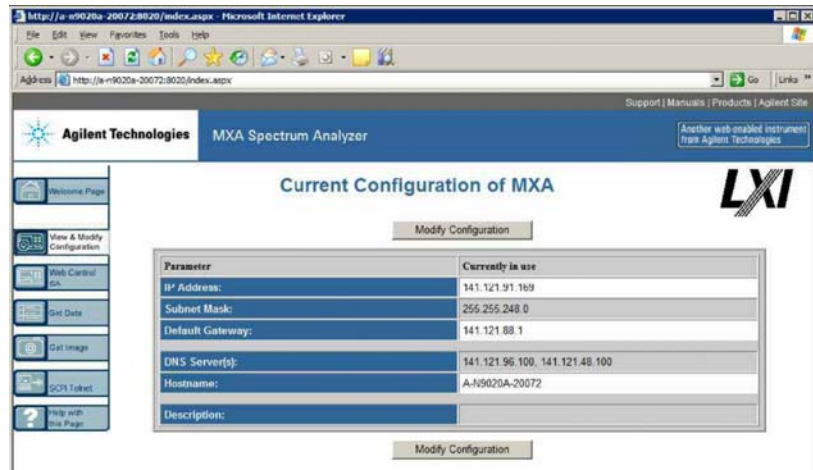 http://a-n9020a-20072:8020/index.aspx - Microsoft Internet Explorer
File Edit View Favorites Tools Help
Address http://a-n9020a-20072:8020/index.aspx Go Links »
Support | Manuals | Products | Agilent Site
Agilent Technologies MXA Spectrum Analyzer
Another web-enabled instrument
from Agilent Technologies
Welcome Page
Current Configuration of MXA
LXI
Modify Configuration
View & Modify
Configuration
Web Control
SA
Get Data
Get Image
SCPI Telnet
Help with
this Page
Parameter Currently in use
IP Address: 141.121.91.169
Subnet Mask: 255.255.248.0
Default Gateway: 141.121.88.1
DNS Server(s): 141.121.96.100, 141.121.48.100
Hostname: A-N9020A-20072
Description:
Modify Configuration